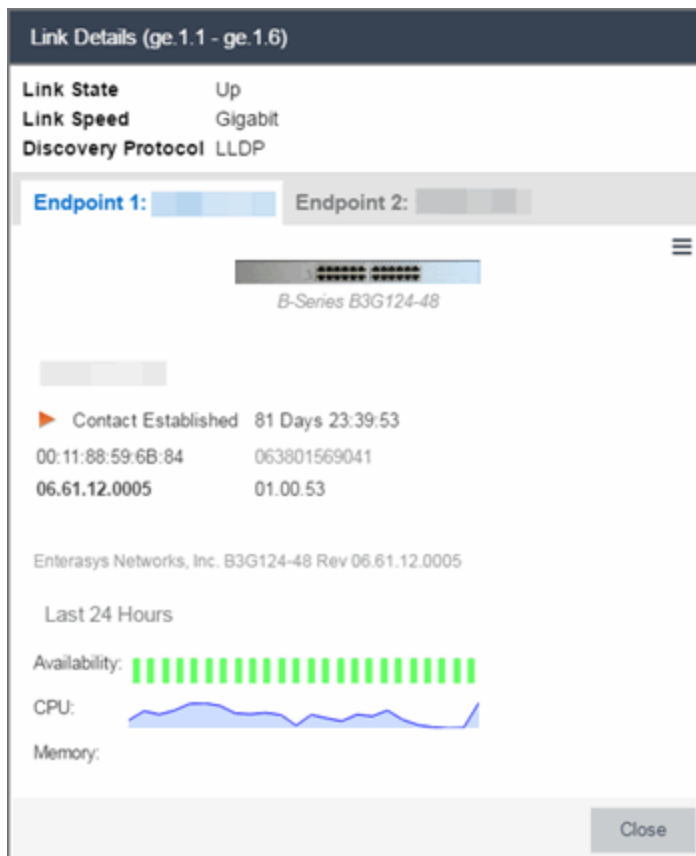 Link Details (ge.1.1 - ge.1.6)
Link State Up
Link Speed Gigabit
Discovery Protocol LLDP
Endpoint 1: Endpoint 2:
B-Series B3G124-48
Contact Established 81 Days 23:39:53
00:11:88:59:6B:84 063801569041
06.61.12.0005 01.00.53
Enterasys Networks, Inc. B3G124-48 Rev 06.61.12.0005
Last 24 Hours
Availability:
CPU:
Memory:
Close